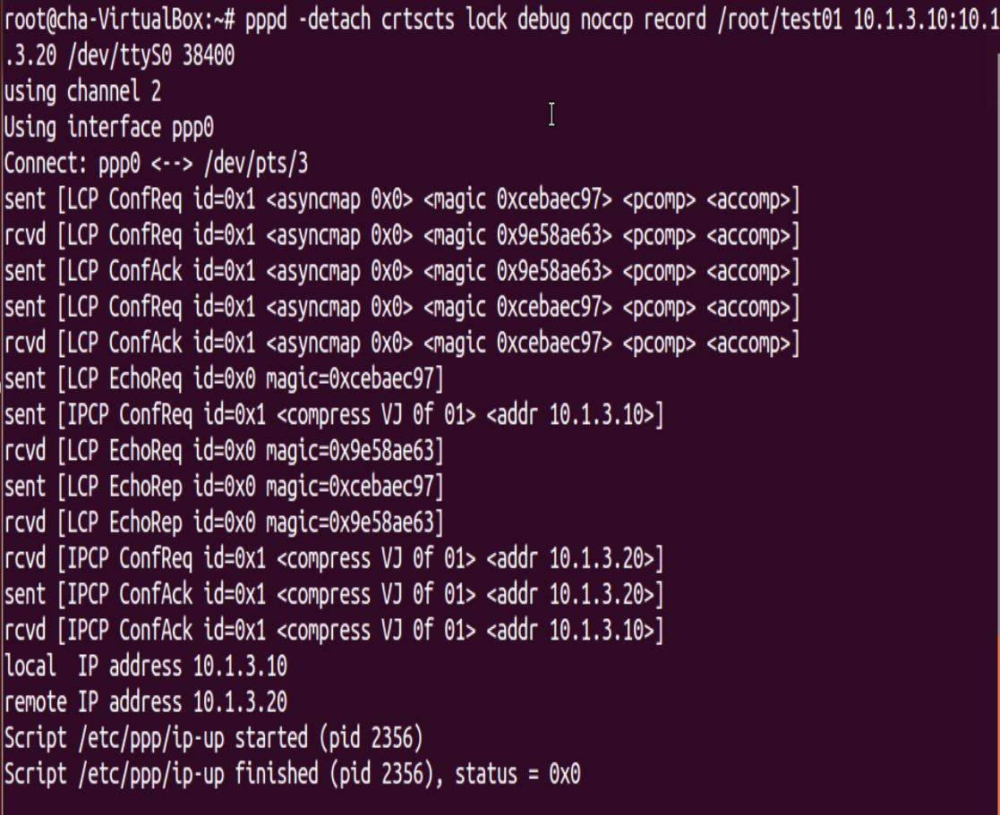 root@cha-VirtualBox:~# pppd -detach crtscts lock debug noccp record /root/test01 10.1.3.10:10.1
.3.20 /dev/ttyS0 38400
using channel 2
Using interface ppp0
Connect: ppp0 <--> /dev/pts/3
sent [LCP ConfReq id=0x1 <asyncmap 0x0> <magic 0xcebaec97> <pcomp> <accomp>]
rcvd [LCP ConfReq id=0x1 <asyncmap 0x0> <magic 0x9e58ae63> <pcomp> <accomp>]
sent [LCP ConfAck id=0x1 <asyncmap 0x0> <magic 0x9e58ae63> <pcomp> <accomp>]
sent [LCP ConfReq id=0x1 <asyncmap 0x0> <magic 0xcebaec97> <pcomp> <accomp>]
rcvd [LCP ConfAck id=0x1 <asyncmap 0x0> <magic 0xcebaec97> <pcomp> <accomp>]
sent [LCP EchoReq id=0x0 magic=0xcebaec97]
sent [IPCP ConfReq id=0x1 <compress VJ 0f 01> <addr 10.1.3.10>]
rcvd [LCP EchoReq id=0x0 magic=0x9e58ae63]
sent [LCP EchoRep id=0x0 magic=0xcebaec97]
rcvd [LCP EchoRep id=0x0 magic=0x9e58ae63]
rcvd [IPCP ConfReq id=0x1 <compress VJ 0f 01> <addr 10.1.3.20>]
sent [IPCP ConfAck id=0x1 <compress VJ 0f 01> <addr 10.1.3.20>]
rcvd [IPCP ConfAck id=0x1 <compress VJ 0f 01> <addr 10.1.3.10>]
local  IP address 10.1.3.10
remote IP address 10.1.3.20
Script /etc/ppp/ip-up started (pid 2356)
Script /etc/ppp/ip-up finished (pid 2356), status = 0x0